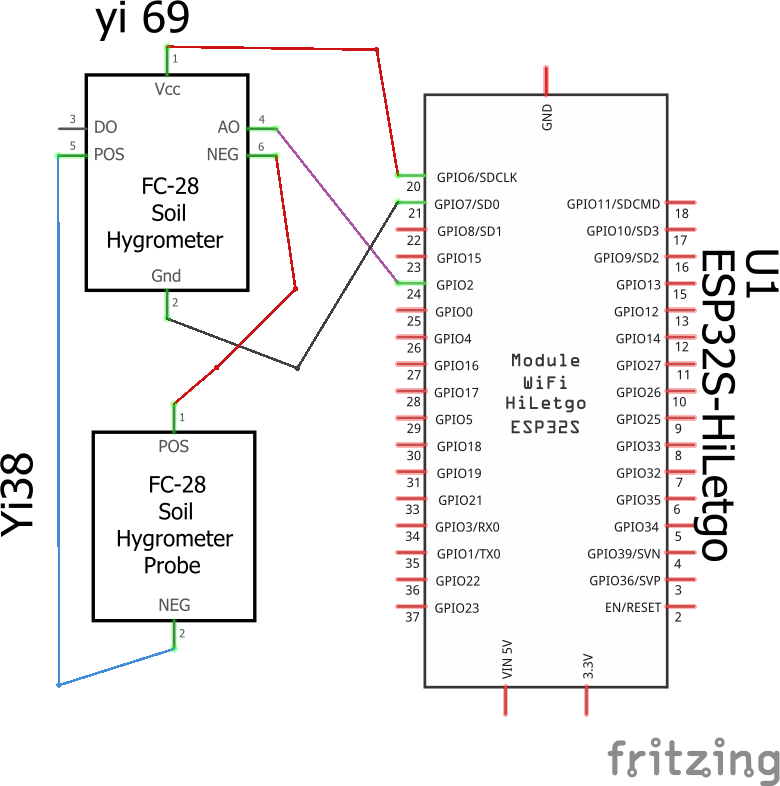 yi 69
1
Vcc
3 DO
AO 4
5 POS
NEG 6
FC-28
Soil
Hygrometer
Gnd
2
Yi38
1
POS
FC-28
Soil
Hygrometer
Probe
NEG
2
GND
GPIO6/SDCLK
20
GPIO7/SD0
21
GPIO8/SD1
22
GPIO15
23
GPIO2
24
GPIO0
25
GPIO4
26
GPIO16
27
GPIO17
28
GPIO5
29
GPIO18
30
GPIO19
31
GPIO21
33
GPIO3/RX0
34
GPIO1/TX0
35
GPIO22
36
GPIO23
37
Module
WiFi
HiLetgo
ESP32S
GPIO11/SDCMD
18
GPIO10/SD3
17
GPIO9/SD2
16
GPIO13
15
GPIO12
13
GPIO14
12
GPIO27
11
GPIO26
10
GPIO25
9
GPIO33
8
GPIO32
7
GPIO35
6
GPIO34
5
GPIO39/SVN
4
GPIO36/SVP
3
EN/RESET
2
VIN 5V
3.3V
U1
ESP32S-HiLetgo
fritzing